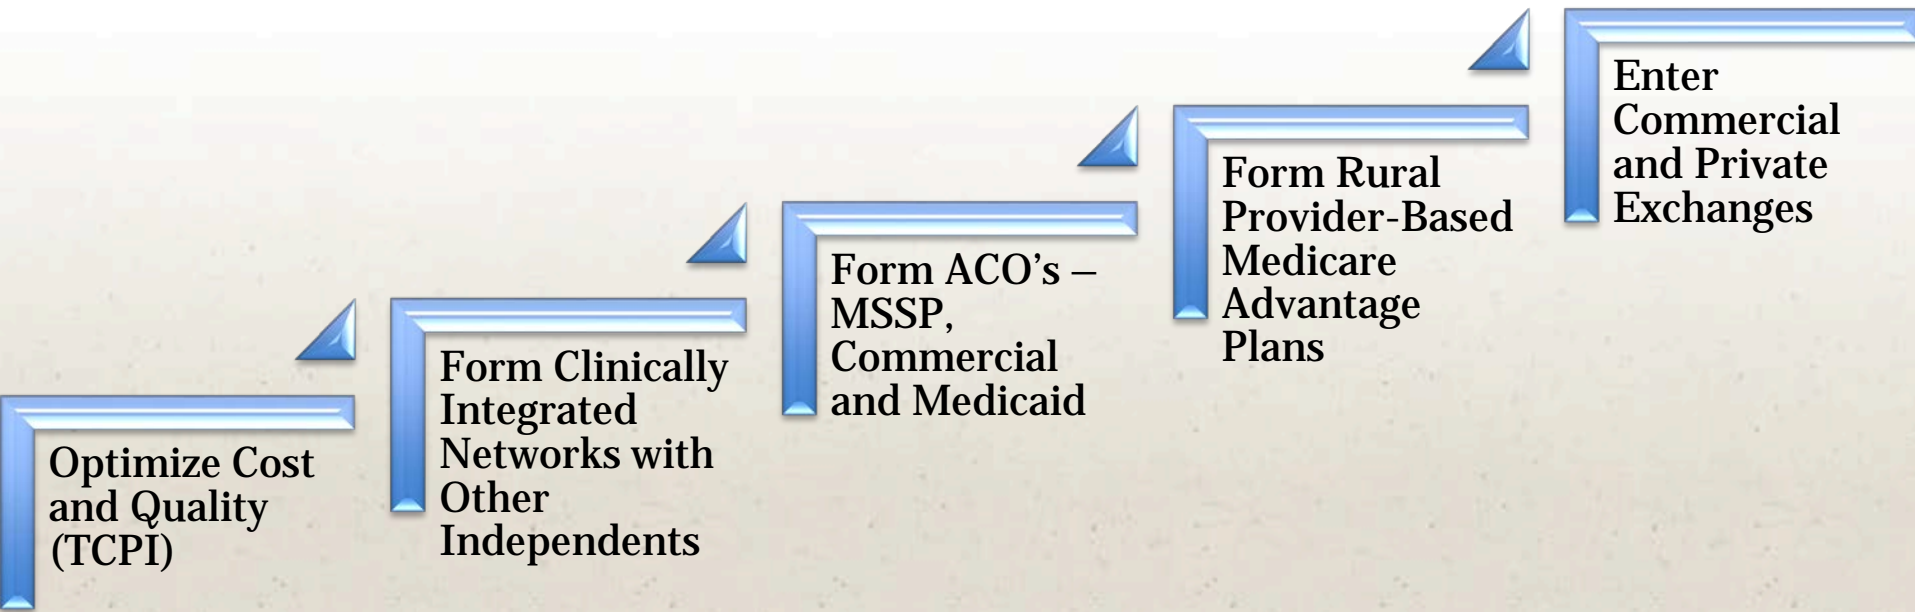 Optimize Cost
and Quality
(TCPI)
Form Clinically
Integrated
Networks with
Other
Independents
Form ACO’s –
MSSP,
Commercial
and Medicaid
Form Rural
Provider-Based
Medicare
Advantage
Plans
Enter
Commercial
and Private
Exchanges